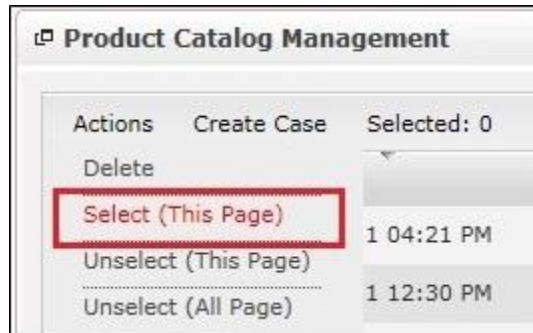 Product Catalog Management
Actions Create Case Selected: 0
Delete
Select (This Page)
1 04:21 PM
Unselect (This Page)
1 12:30 PM
Unselect (All Page)